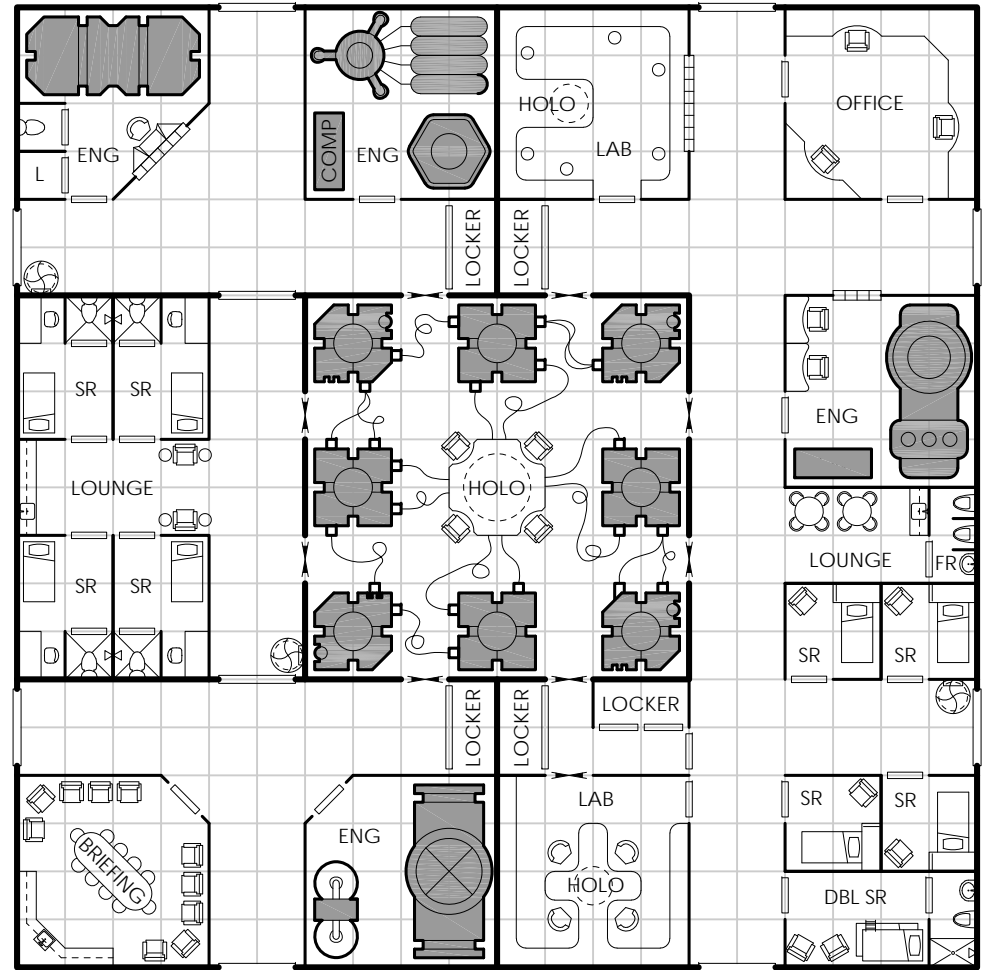 HOLO
OFFICE
COMP
ENG
ENG
LAB
L
LOCKER
LOCKER
SR
SR
ENG
LOUNGE
HOLO
LOUNGE
FR
SR
SR
SR
SR
LOCKER
LOCKER
LOCKER
LAB
SR
SR
ENG
BRIEFING
HOLO
DBL SR